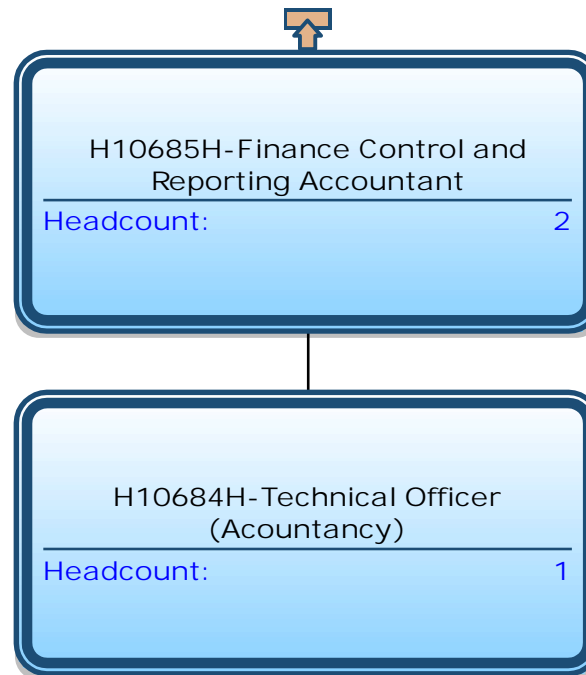 H10685H-Finance Control and
Reporting Accountant
Headcount: 2
H10684H-Technical Officer
(Acountancy)
Headcount: 1